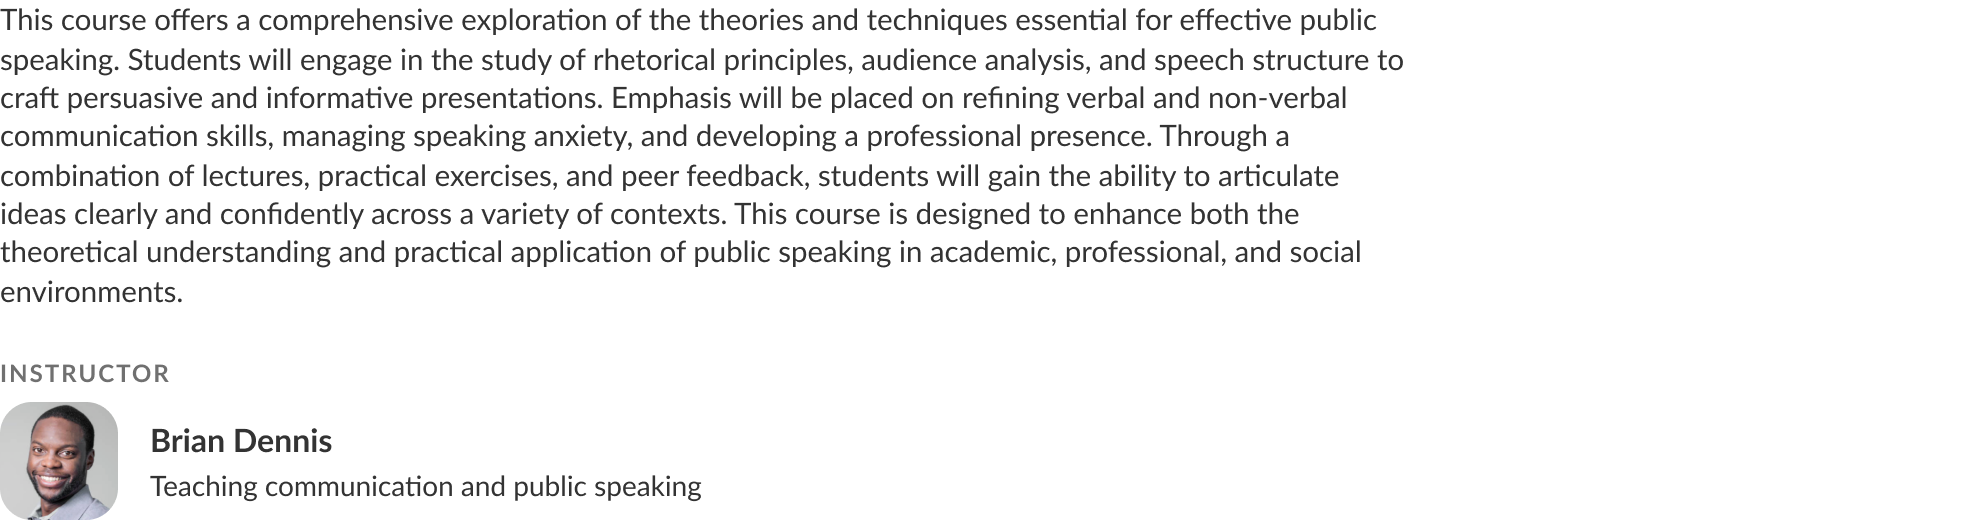 This course offers a comprehensive exploration of the theories and techniques essential for effective public
speaking. Students will engage in the study of rhetorical principles, audience analysis, and speech structure to
craft persuasive and informative presentations. Emphasis will be placed on refining verbal and non-verbal
communication skills, managing speaking anxiety, and developing a professional presence. Through a
combination of lectures, practical exercises, and peer feedback, students will gain the ability to articulate
ideas clearly and confidently across a variety of contexts. This course is designed to enhance both the
theoretical understanding and practical application of public speaking in academic, professional, and social
environments.
INSTRUCTOR
Brian Dennis
Teaching communication and public speaking